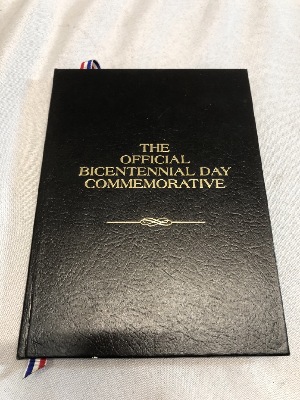 THE
OFFICIAL
BICENTENNIAL DAY
COMMEMORATIVE